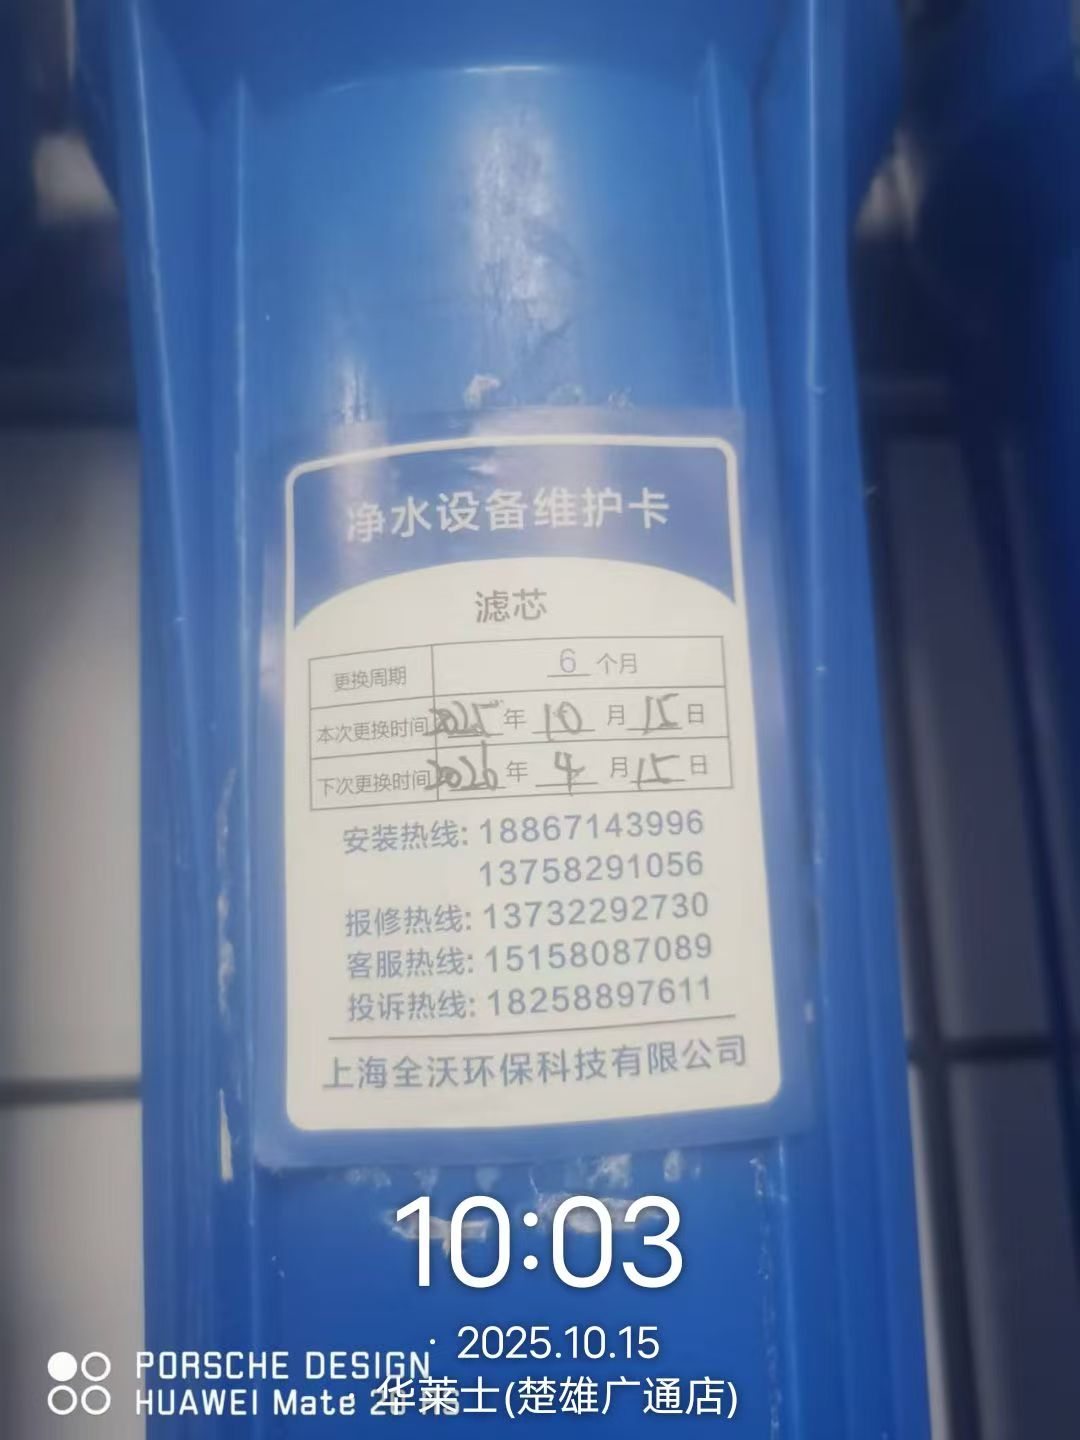 净水设备维护卡
滤芯
更换周期 6 个月
本次更换时间 2025 年 10 月 15 日
下次更换时间 2026 年 4 月 15 日
安装热线: 18867143996
13758291056
报修热线: 13732292730
客服热线: 15158087089
投诉热线: 18258897611
上海全沃环保科技有限公司
10:03
· 2025.10.15
PORSCHE DESIGN
· 华莱士(楚雄广通店)
HUAWEI Mate 20 RS